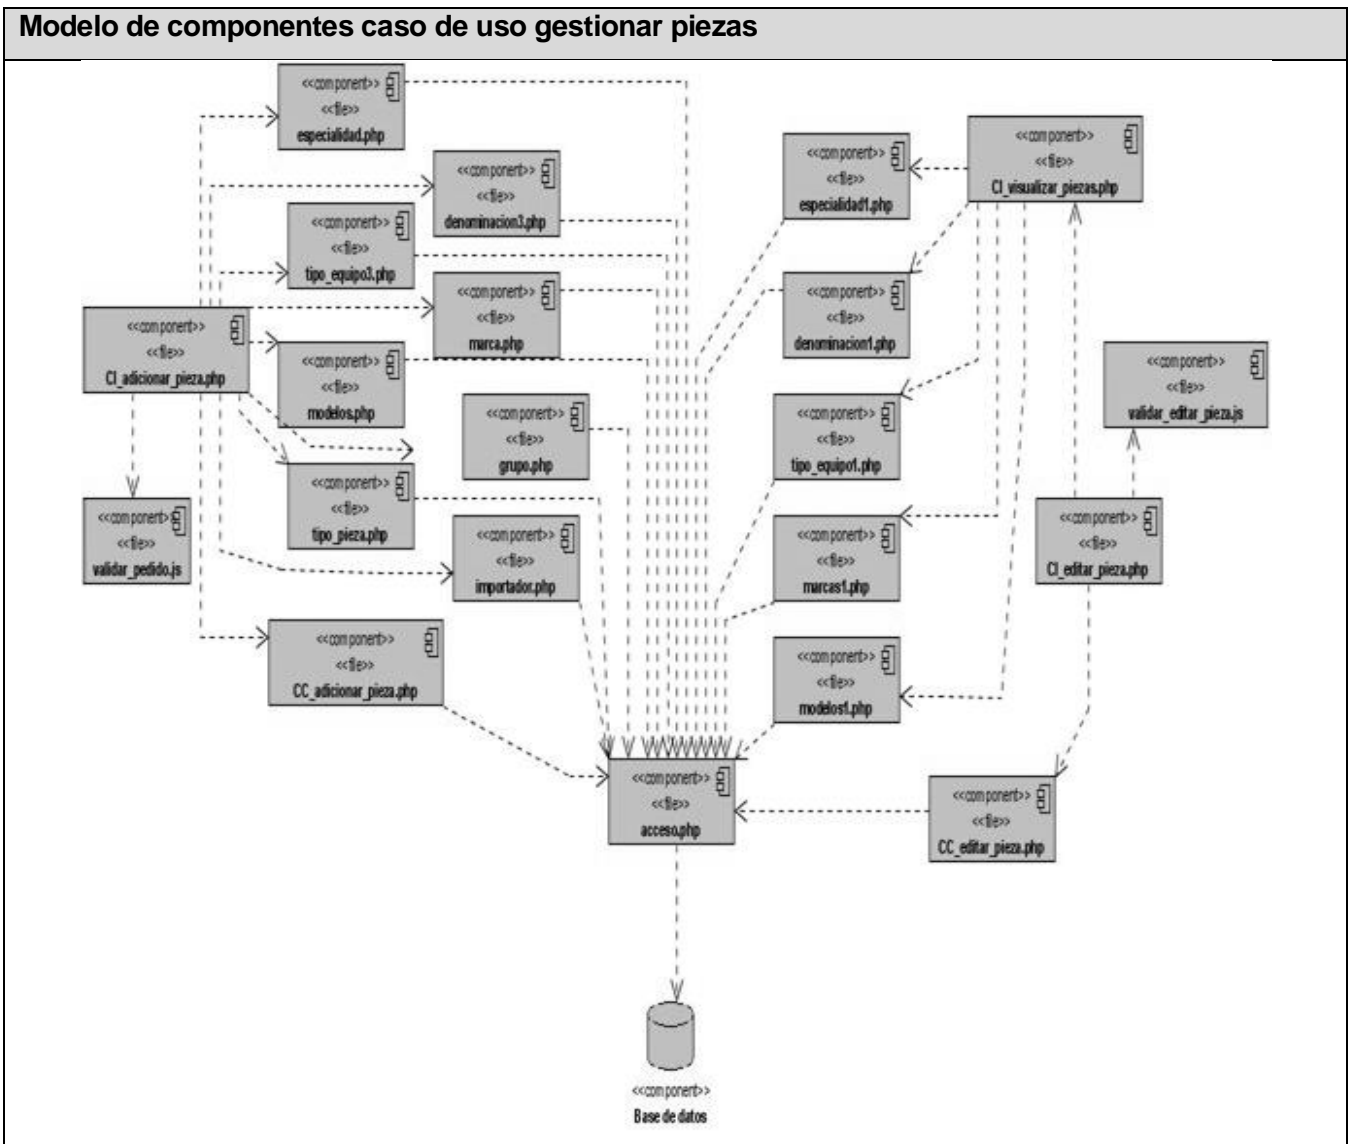 Modelo de componentes caso de uso gestionar piezas
<<component>>
<<file>>
especialidad.php
<<component>>
<<file>>
denominacion3.php
<<component>>
<<file>>
tipo_equipo3.php
<<component>>
<<file>>
marca.php
<<component>>
<<file>>
CI_adicionar_pieza.php
<<component>>
<<file>>
modelos.php
<<component>>
<<file>>
grupo.php
<<component>>
<<file>>
tipo_pieza.php
<<component>>
<<file>>
validar_pedido.js
<<component>>
<<file>>
importador.php
<<component>>
<<file>>
CC_adicionar_pieza.php
<<component>>
<<file>>
especialidad1.php
<<component>>
<<file>>
CI_visualizar_piezas.php
<<component>>
<<file>>
denominacion1.php
<<component>>
<<file>>
validar_editar_pieza.js
<<component>>
<<file>>
tipo_equipo1.php
<<component>>
<<file>>
marcas1.php
<<component>>
<<file>>
CI_editar_pieza.php
<<component>>
<<file>>
modelos1.php
<<component>>
<<file>>
acceso.php
<<component>>
<<file>>
CC_editar_pieza.php
<<component>>
Base de datos